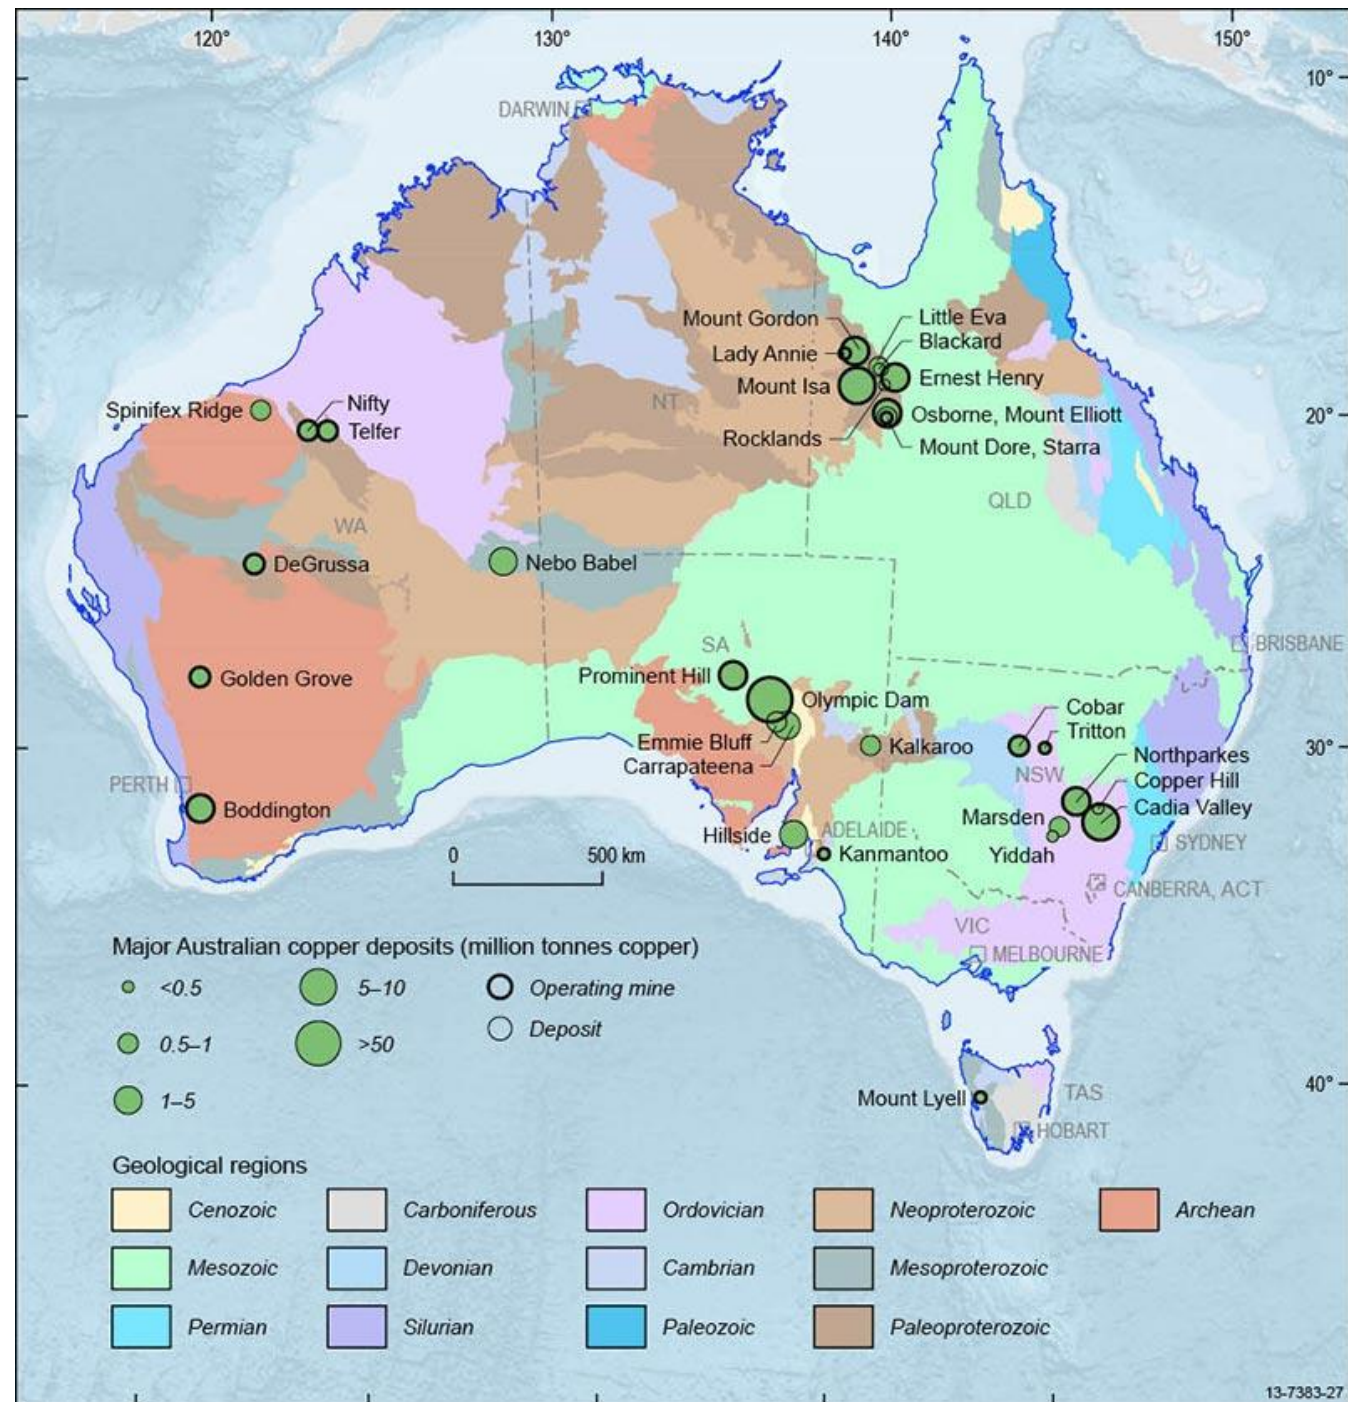 120° 130° 140° 150°
10°
DARWIN
Mount Gordon
Little Eva
Blackard
Lady Annie
Mount Isa
Ernest Henry
Spinifex Ridge
Nifty
Telfer
NT
20°
Osborne, Mount Elliott
Rocklands
Mount Dore, Starra
QLD
WA
DeGrussa
Nebo Babel
SA
BRISBANE
Golden Grove
Prominent Hill
Olympic Dam
Cobar
Tritton
Emmie Bluff
Carrapateena
Kalkaroo
30°
Northparkes
NSW
Copper Hill
PERTH
Boddington
Marsden
Cadia Valley
Hillside
ADELAIDE
SYDNEY
0 500 km
Kanmantoo
Yiddah
CANBERRA, ACT
VIC
MELBOURNE
Major Australian copper deposits (million tonnes copper)
<0.5 5–10 Operating mine
Deposit
0.5–1 >50
1–5
40°
Mount Lyell
TAS
HOBART
Geological regions
Cenozoic Carboniferous Ordovician Neoproterozoic Archean
Mesozoic Devonian Cambrian Mesoproterozoic
Permian Silurian Paleozoic Paleoproterozoic
13-7383-27